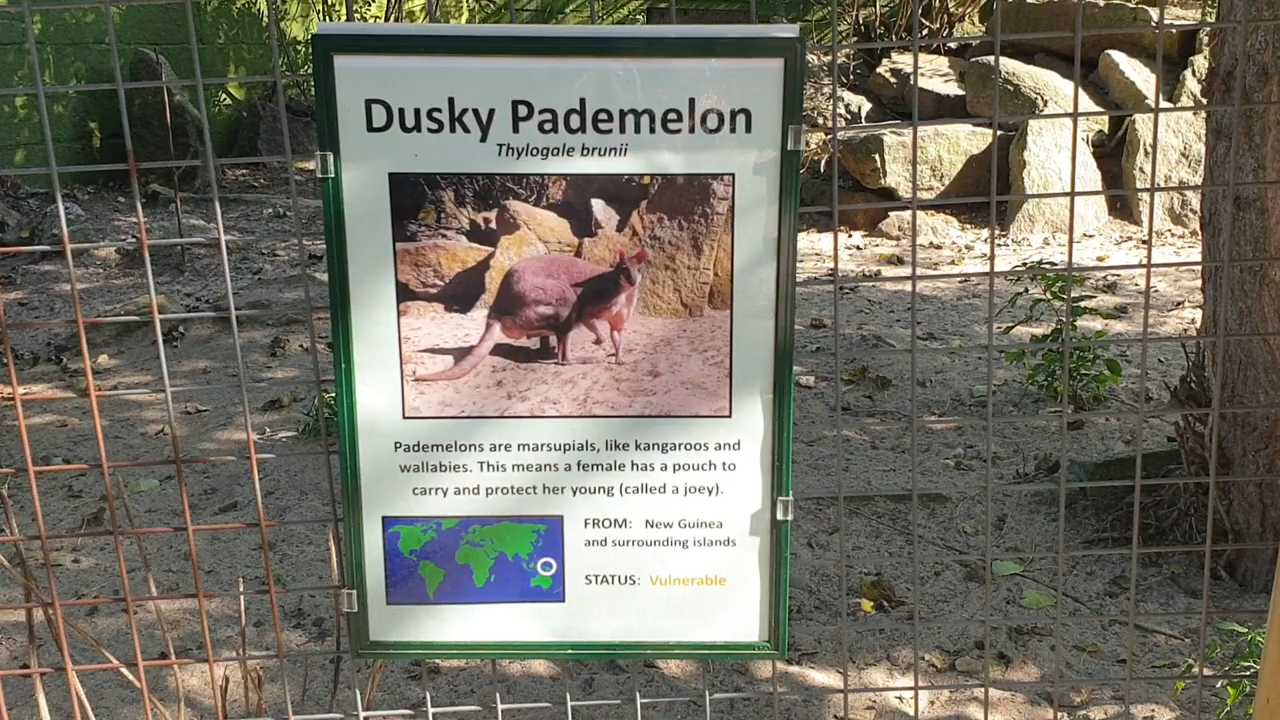 Dusky Pademelon
Thylogale brunii
Pademelons are marsupials, like kangaroos and
wallabies. This means a female has a pouch to
carry and protect her young (called a joey).
FROM: New Guinea
and surrounding islands
STATUS: Vulnerable